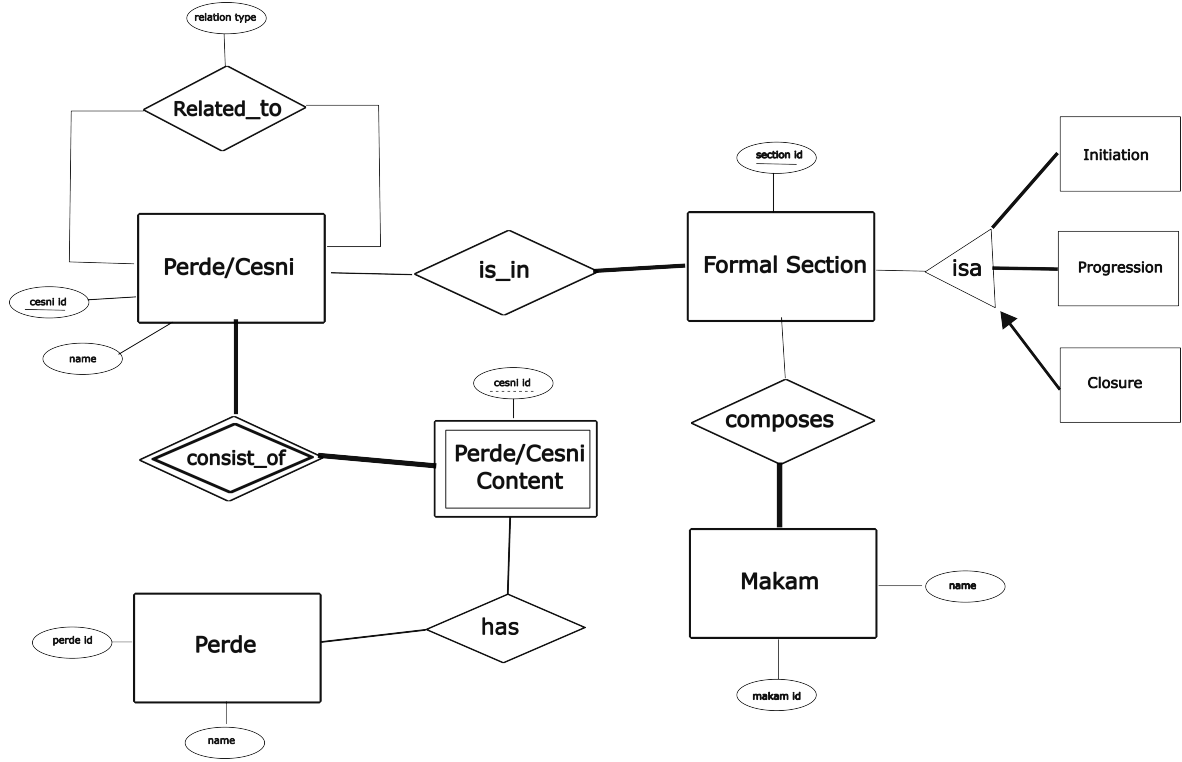 relation type
Related_to
Initiation
section id
Perde/Cesni
is_in
Formal Section
isa
Progression
cesni id
name
cesni id
Closure
consist_of
Perde/Cesni
Content
composes
Makam
name
perde id
Perde
has
makam id
name